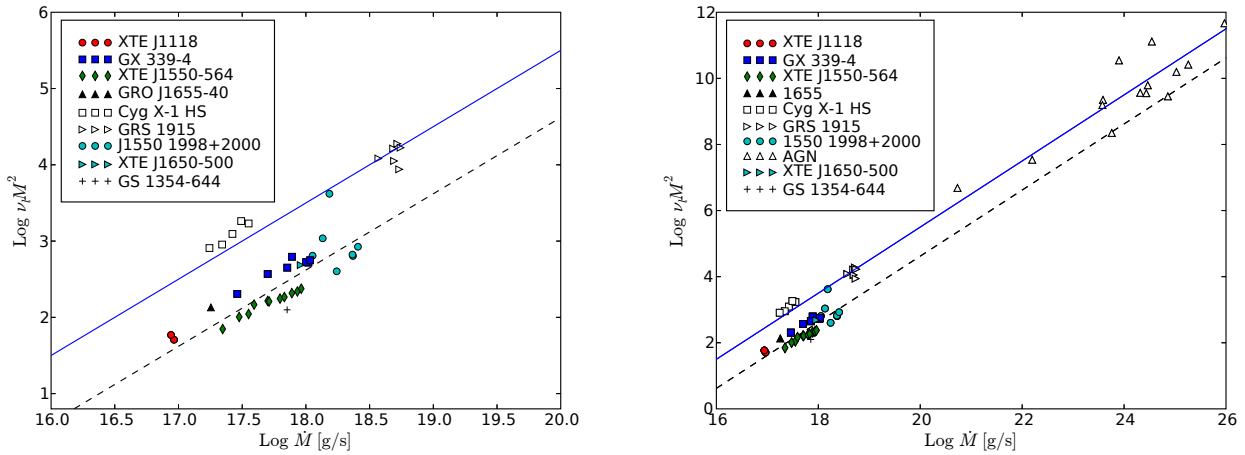 6
5
4
3
2
1
Log ν_l M²
XTE J1118
GX 339-4
XTE J1550-564
GRO J1655-40
Cyg X-1 HS
GRS 1915
J1550 1998+2000
XTE J1650-500
GS 1354-644
16.0 16.5 17.0 17.5 18.0 18.5 19.0 19.5 20.0
Log Ṁ [g/s]
12
10
8
6
4
2
0
Log ν_l M²
XTE J1118
GX 339-4
XTE J1550-564
1655
Cyg X-1 HS
GRS 1915
1550 1998+2000
AGN
XTE J1650-500
GS 1354-644
16 18 20 22 24 26
Log Ṁ [g/s]